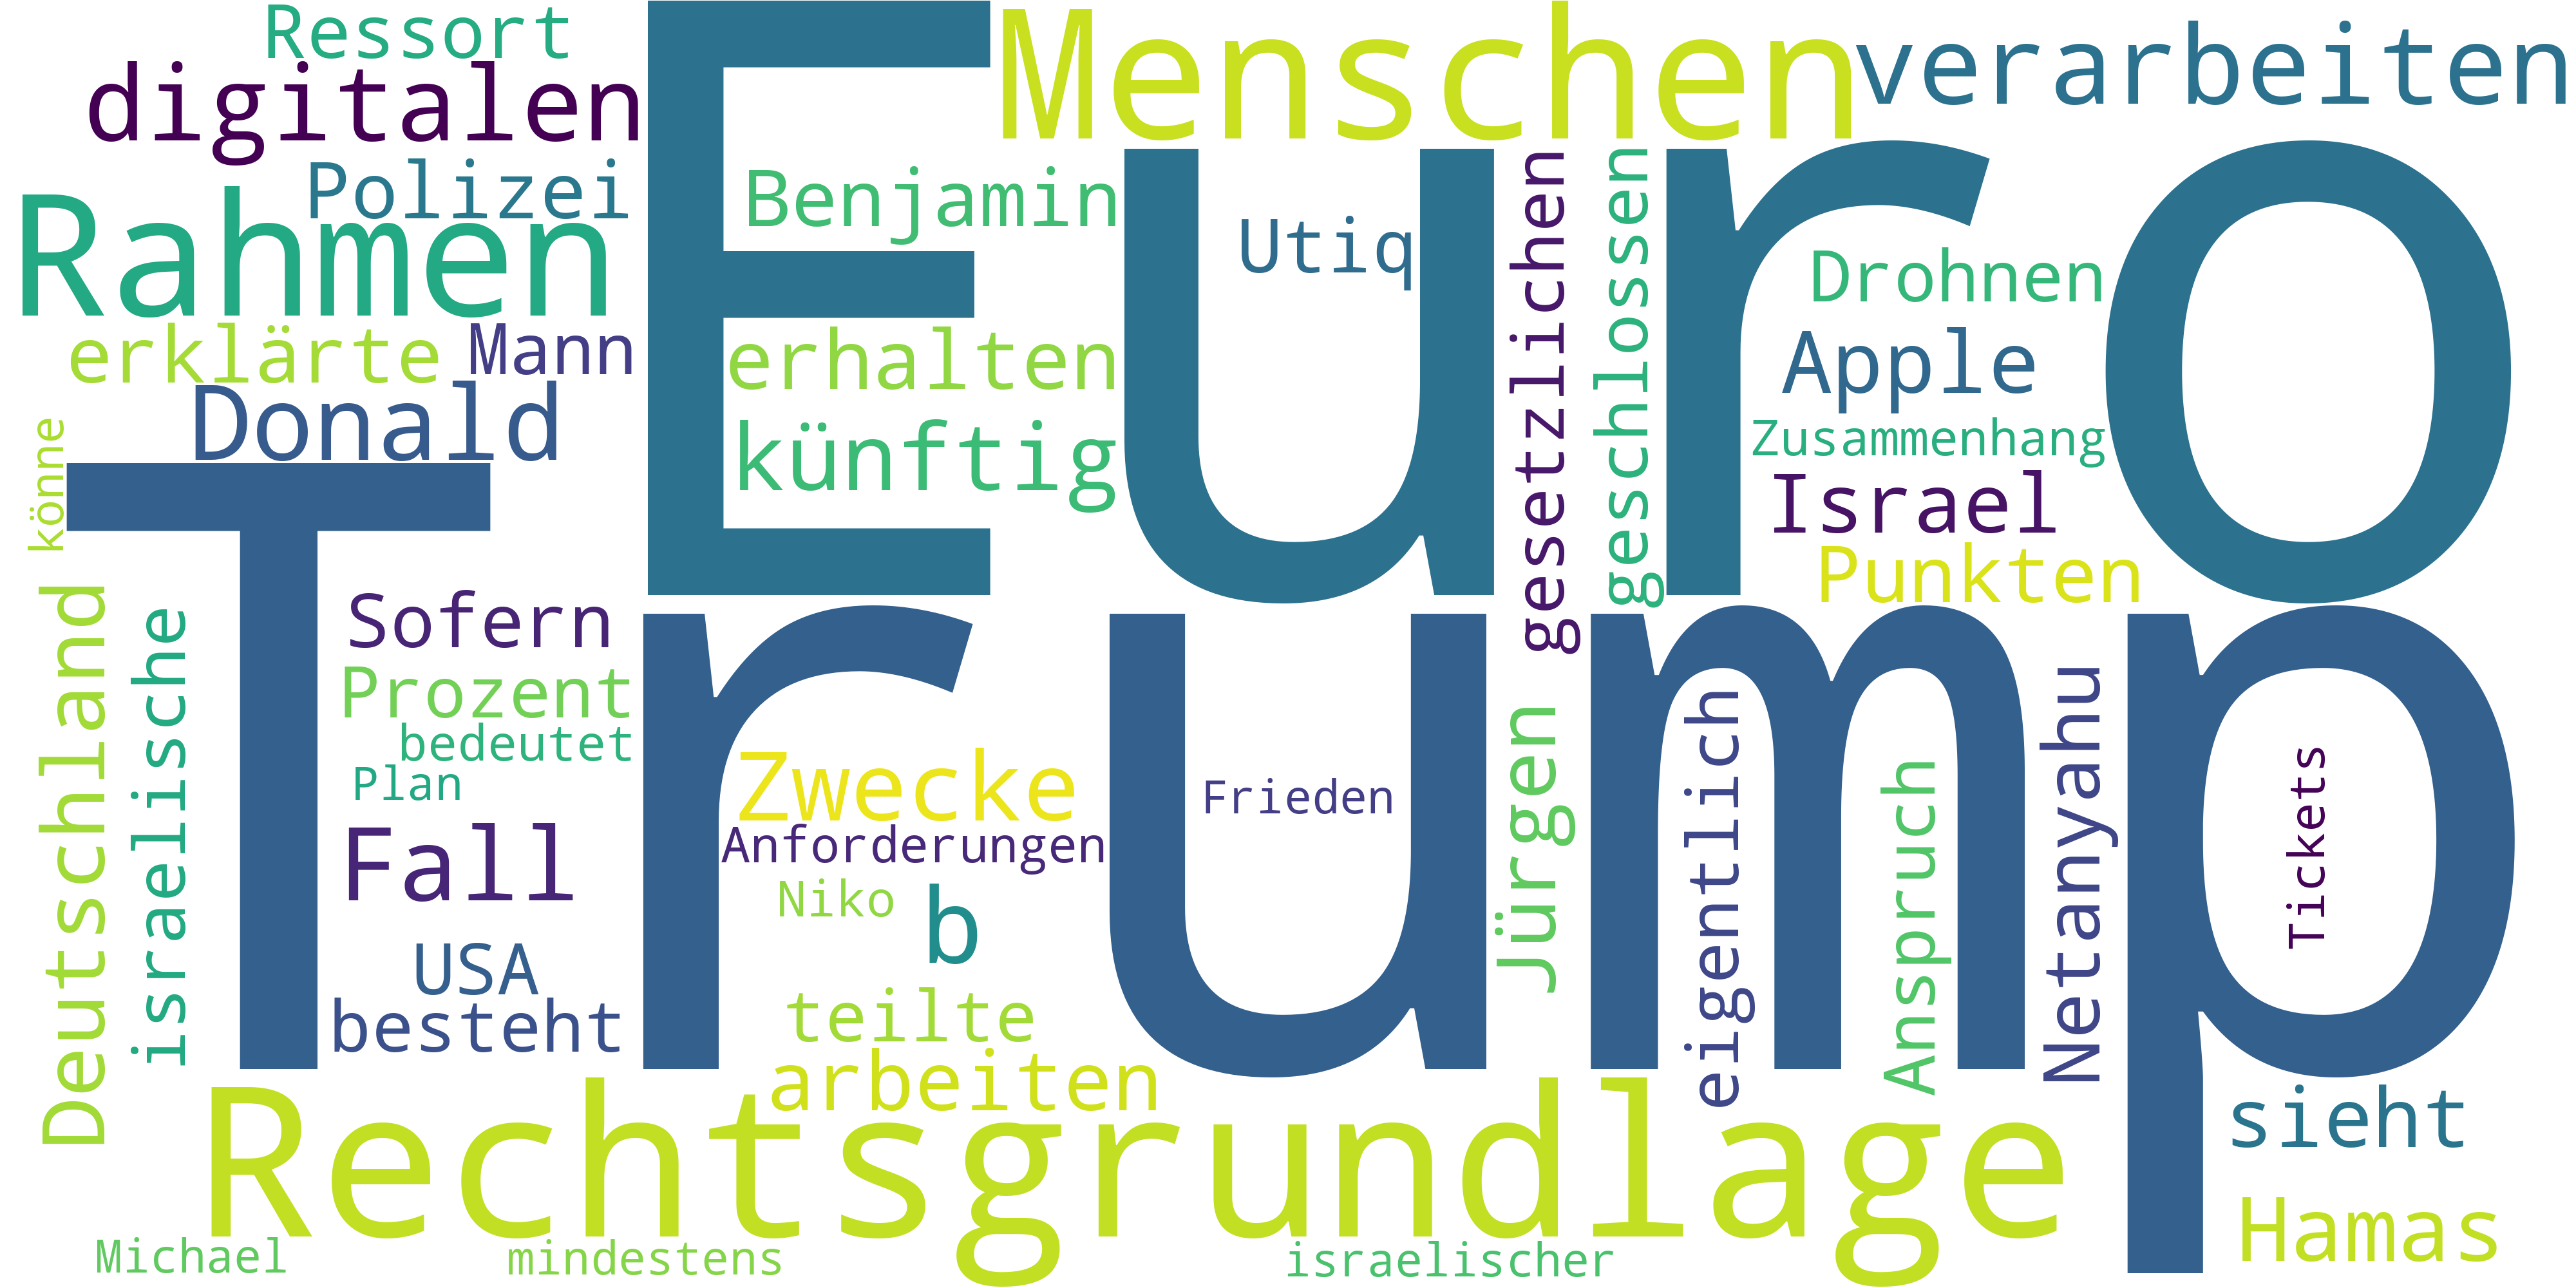 Ressort
digitalen
Polizei
Rahmen
erklärte
Mann
Donald
könne
Euro
Menschen
verarbeiten
Benjamin
Utiq
erhalten
künftig
gesetzlichen
geschlossen
Drohnen
Apple
Zusammenhang
Israel
Punkten
Trump
Deutschland
israelische
Sofern
Prozent
bedeutet
Plan
Fall
USA
besteht
Zwecke
Anforderungen
Niko
b
teilte
arbeiten
Frieden
Jürgen
eigentlich
Anspruch
Netanyahu
Tickets
Rechtsgrundlage
sieht
Hamas
Michael
mindestens
israelischer